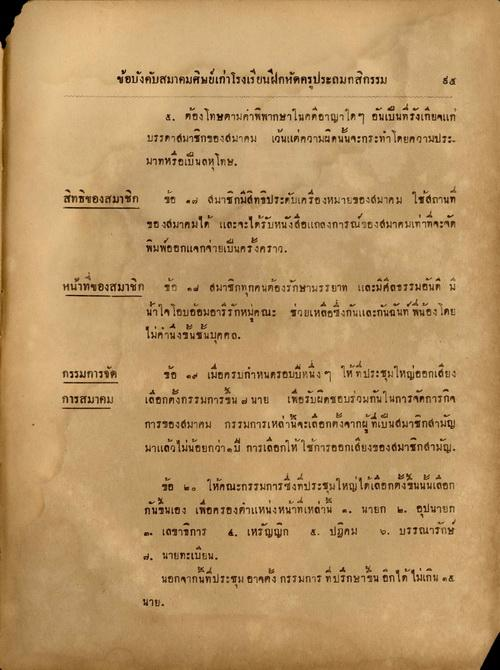 ข้อบังคับสมาคมศิษย์เก่าโรงเรียนฝึกหัดครูประถมกสิกรรม ๙๕
๕. ต้องโทษตามคำพิพากษาในคดีอาญาใดๆ อันเป็นที่รังเกียจแก่
บรรดาสมาชิกของสมาคม เว้นแต่ความผิดนั้นจะกระทำโดยความประ-
มาทหรือเป็นลหุโทษ.
สิทธิของสมาชิก ข้อ ๑๗ สมาชิกมีสิทธิประดับเครื่องหมายของสมาคม ใช้สถานที่
ของสมาคมได้ และจะได้รับหนังสือแถลงการณ์ของสมาคมเท่าที่จะจัด
พิมพ์ออกแจกจ่ายเป็นครั้งคราว.
หน้าที่ของสมาชิก ข้อ ๑๘ สมาชิกทุกคนต้องรักษามรรยาท และมีศีลธรรมอันดี มี
น้ำใจโอบอ้อมอารีรักหมู่คณะ ช่วยเหลือซึ่งกันและกันฉันท์พี่น้องโดย
ไม่คำนึงชั้นชั้นบุคคล.
กรรมการจัด ข้อ ๑๙ เมื่อครบกำหนดรอบปีหนึ่งๆ ให้ที่ประชุมใหญ่ออกเสียง
การสมาคม เลือกตั้งกรรมการขึ้น ๗ นาย เพื่อรับผิดชอบร่วมกันในการจัดการกิจ
การของสมาคม กรรมการเหล่านี้จะเลือกตั้งจากผู้ที่เป็นสมาชิกสามัญ
มาแล้วไม่น้อยกว่า ๑ ปี การเลือกให้ใช้การออกเสียงของสมาชิกสามัญ.
ข้อ ๒๐ ให้คณะกรรมการซึ่งที่ประชุมใหญ่ได้เลือกตั้งขึ้นนั้นเลือก
กันขึ้นเอง เพื่อครองตำแหน่งหน้าที่เหล่านี้ ๑. นายก ๒. อุปนายก
๓. เลขาธิการ ๔. เหรัญญิก ๕. ปฏิคม ๖. บรรณารักษ์
๗. นายทะเบียน.
นอกจากนี้ที่ประชุมอาจตั้งกรรมการที่ปรึกษาขึ้นอีกได้ไม่เกิน ๑๕
นาย.